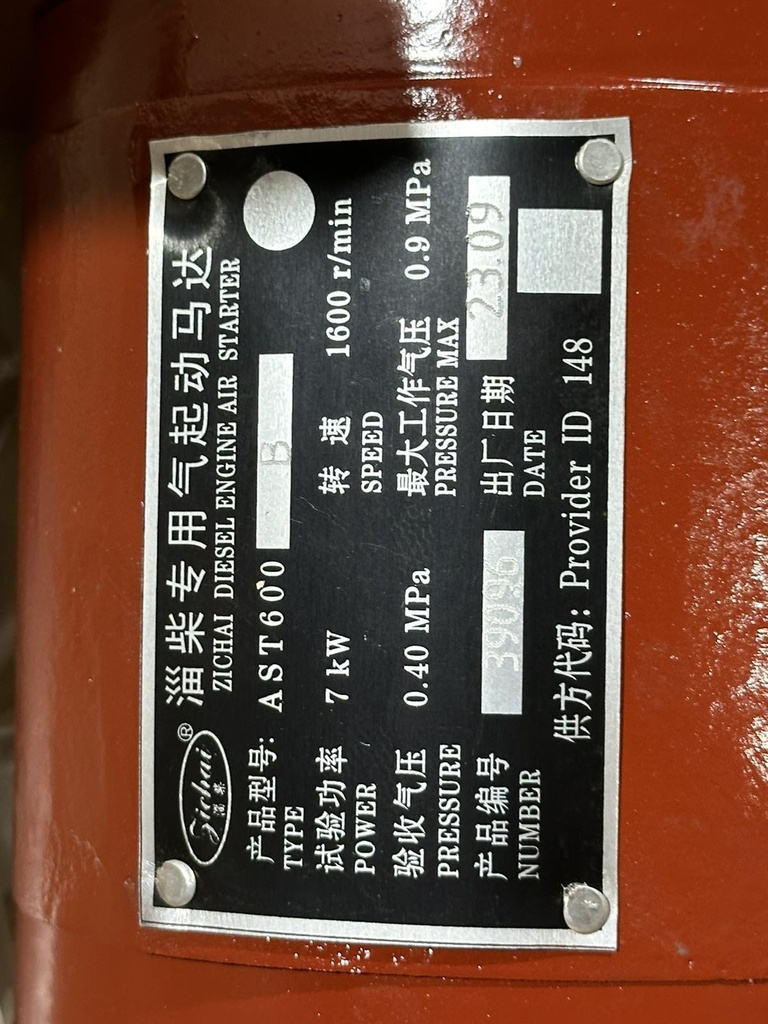 Zichai ®
淄柴
淄柴专用气起动马达
ZICHAI DIESEL ENGINE AIR STARTER
产品型号: AST600 B
TYPE
试验功率 7 kW 转 速 1600 r/min
POWER SPEED
验收气压 0.40 MPa 最大工作气压 0.9 MPa
PRESSURE PRESSURE MAX
产品编号 39096 出厂日期 23.09
NUMBER DATE
供方代码: Provider ID 148